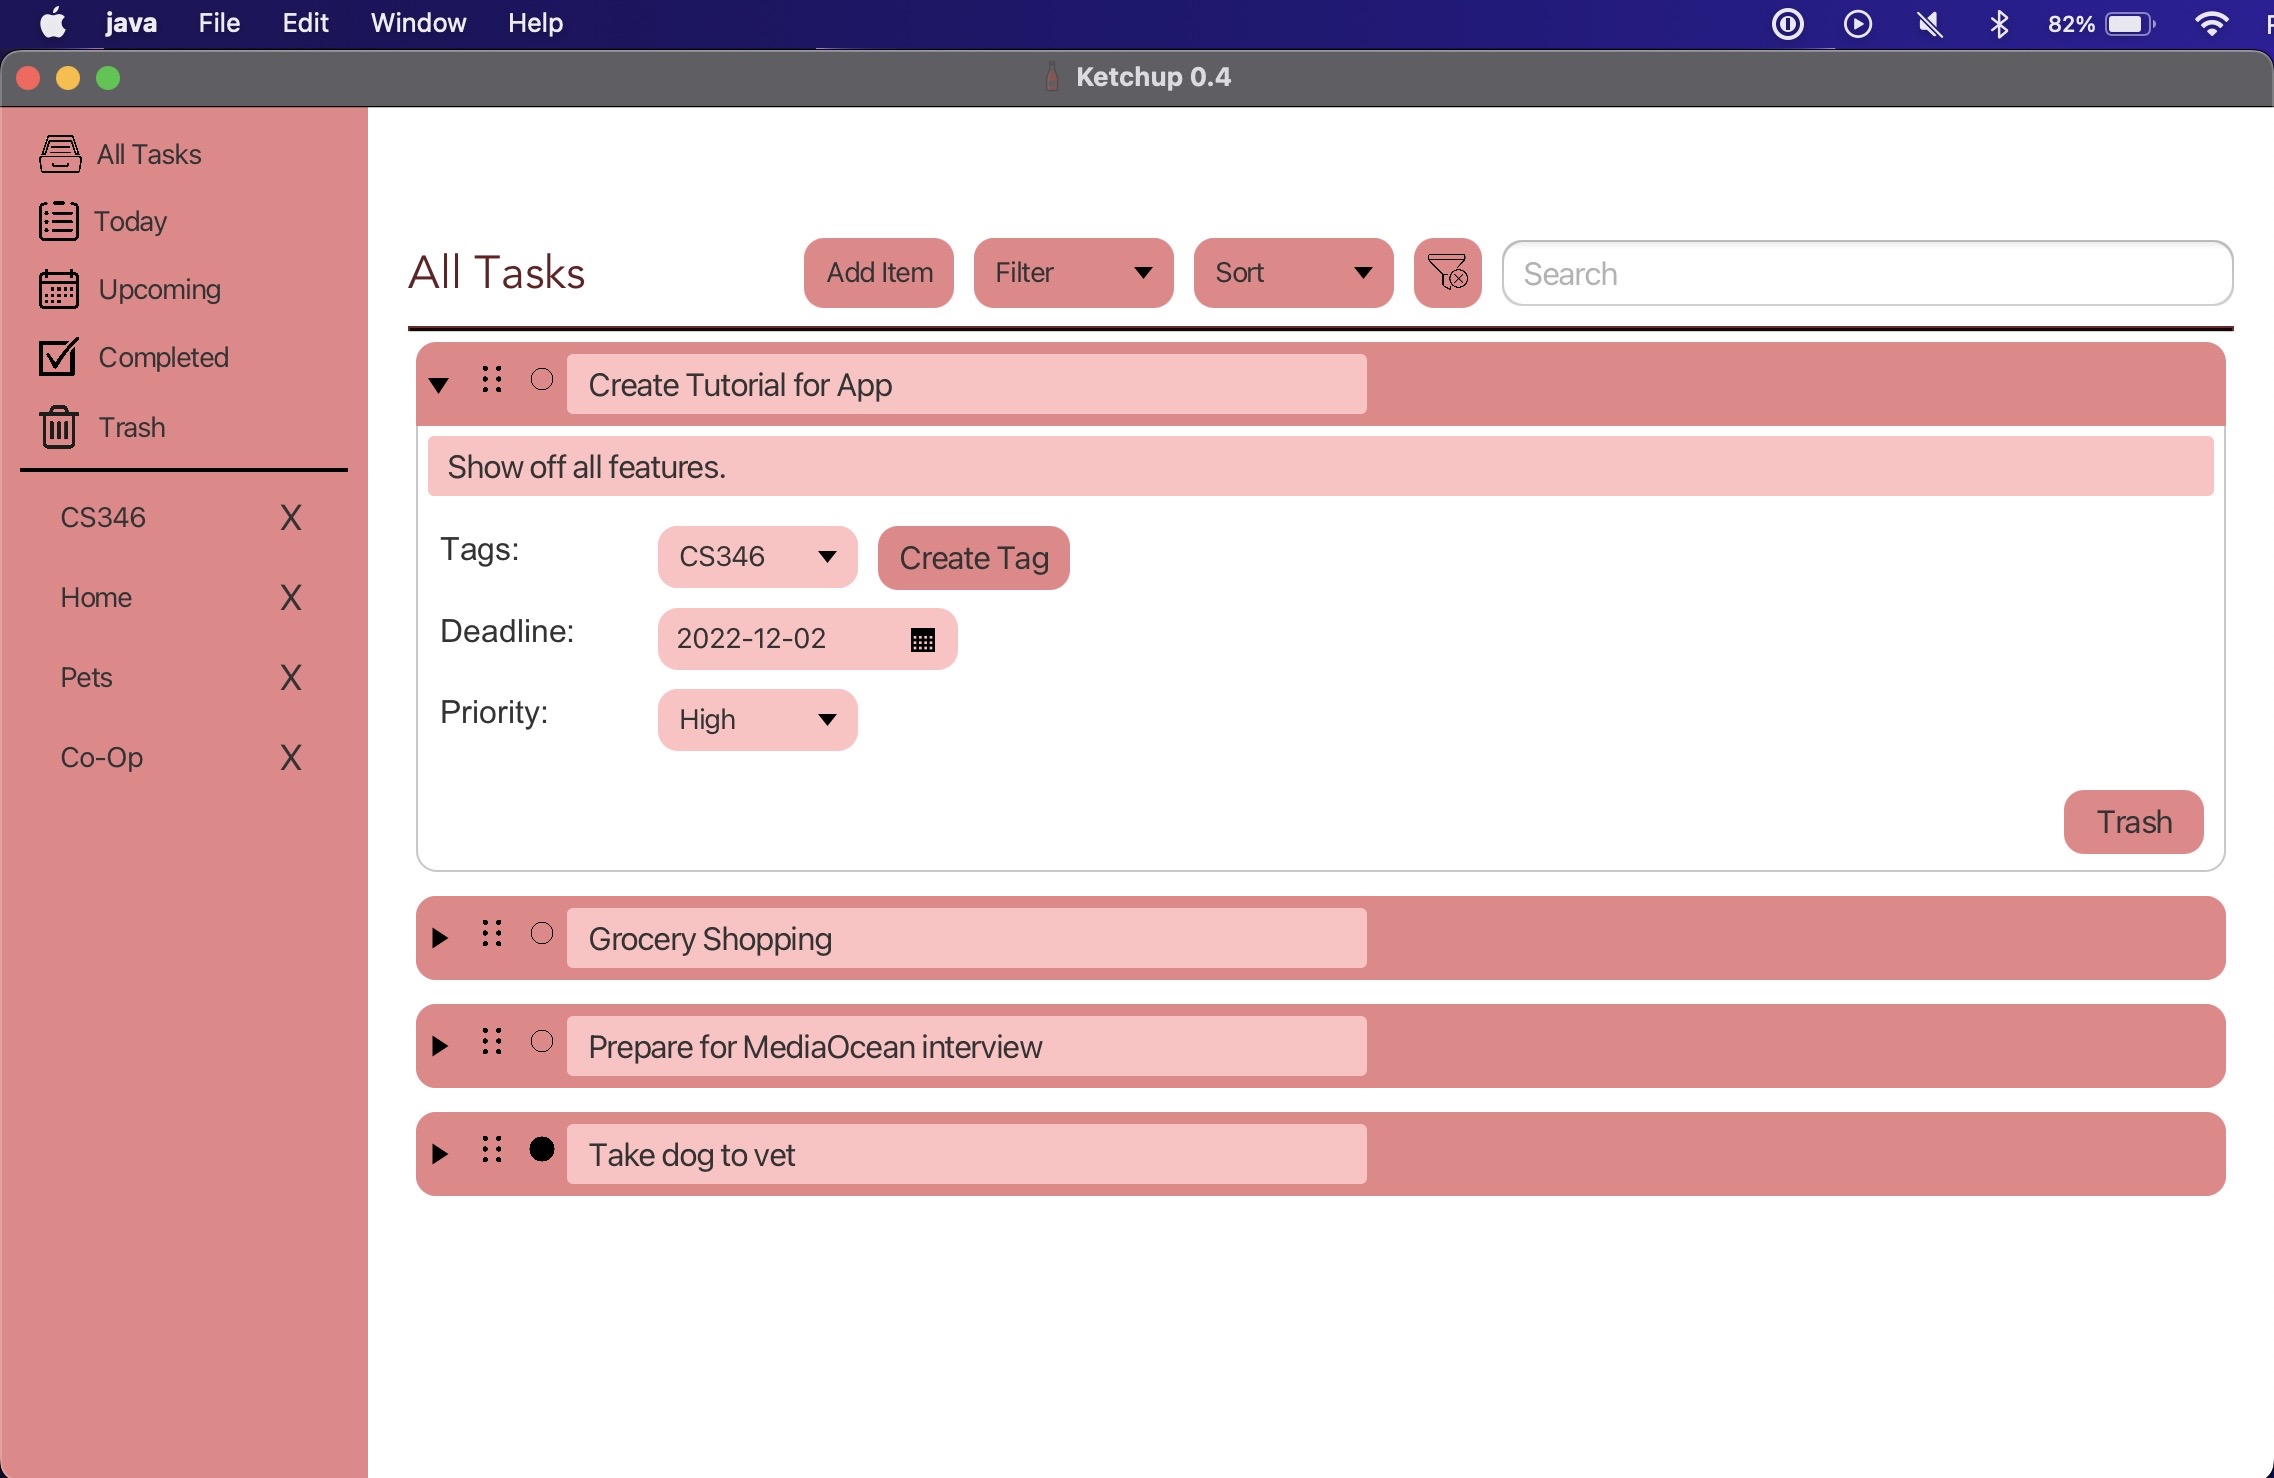 java File Edit Window Help 82%
Ketchup 0.4
All Tasks
Today
Upcoming
Completed
Trash
CS346 X
Home X
Pets X
Co-Op X
All Tasks Add Item Filter Sort Search
Create Tutorial for App
Show off all features.
Tags: CS346 Create Tag
Deadline: 2022-12-02
Priority: High
Trash
Grocery Shopping
Prepare for MediaOcean interview
Take dog to vet